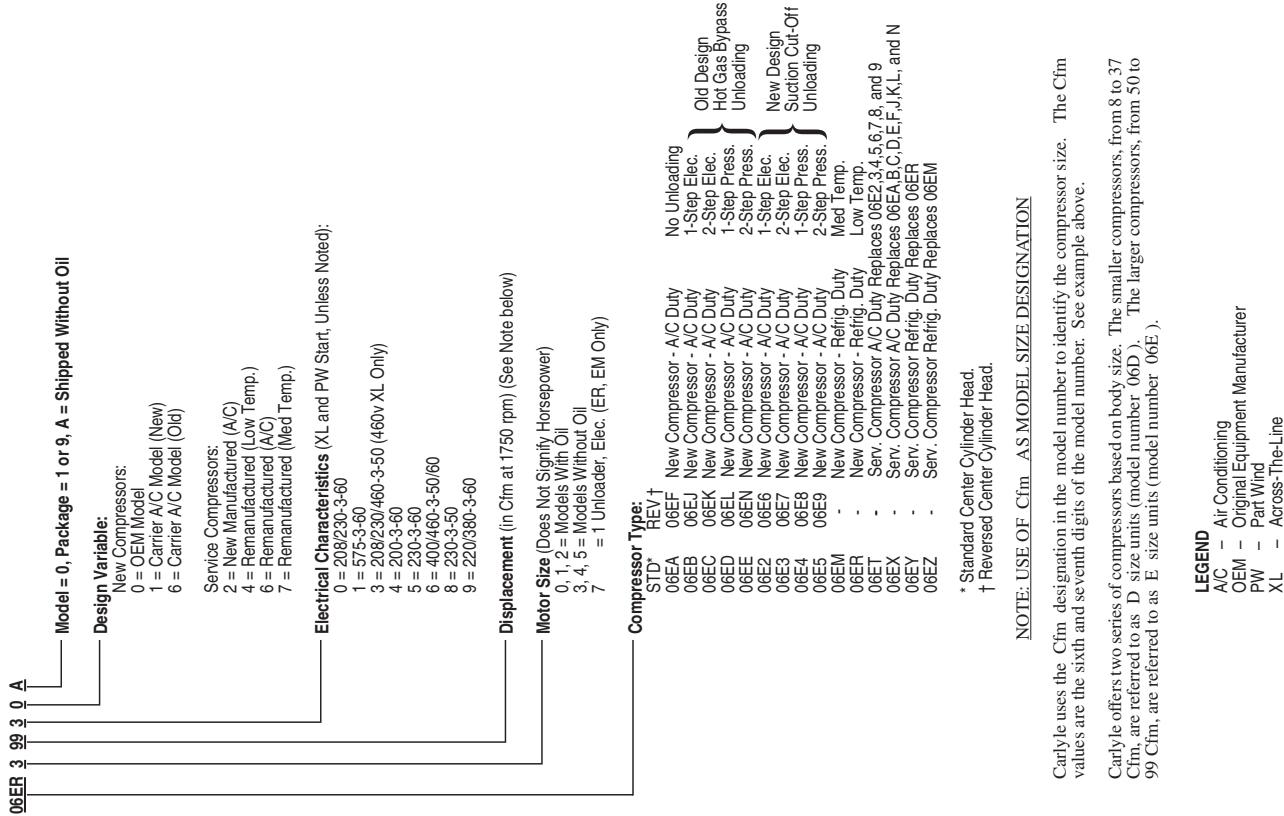 06ER 3 99 3 0 A
Model = 0, Package = 1 or 9, A = Shipped Without Oil
Design Variable:
New Compressors:
0 = OEM Model
1 = Carrier A/C Model (New)
6 = Carrier A/C Model (Old)
Service Compressors:
2 = New Manufactured (A/C)
4 = Remanufactured (Low Temp.)
6 = Remanufactured (A/C)
7 = Remanufactured (Med Temp.)
Electrical Characteristics (XL and PW Start, Unless Noted):
0 = 208/230-3-60
1 = 575-3-60
3 = 208/230/460-3-50 (460v XL Only)
4 = 200-3-60
5 = 230-3-60
6 = 400/460-3-50/60
8 = 230-3-50
9 = 220/380-3-60
Displacement (in Cfm at 1750 rpm) (See Note below)
Motor Size (Does Not Signify Horsepower)
0, 1, 2 = Models With Oil
3, 4, 5 = Models Without Oil
7 = 1 Unloader, Elec. (ER, EM Only)
Compressor Type:
STD* REV †
06EA 06EF New Compressor - A/C Duty No Unloading
06EB 06EJ New Compressor - A/C Duty 1-Step Elec.
06EC 06EK New Compressor - A/C Duty 2-Step Elec.
06ED 06EL New Compressor - A/C Duty 1-Step Press.
06EE 06EN New Compressor - A/C Duty 2-Step Press.
Old Design
Hot Gas Bypass
Unloading
06E2 06E6 New Compressor - A/C Duty 1-Step Elec.
06E3 06E7 New Compressor - A/C Duty 2-Step Elec.
06E4 06E8 New Compressor - A/C Duty 1-Step Press.
06E5 06E9 New Compressor - A/C Duty 2-Step Press.
New Design
Suction Cut-Off
Unloading
06EM - New Compressor - Refrig. Duty Med Temp.
06ER - New Compressor - Refrig. Duty Low Temp.
06ET - Serv. Compressor A/C Duty Replaces 06E2,3,4,5,6,7,8, and 9
06EX - Serv. Compressor A/C Duty Replaces 06EA,B,C,D,E,F,J,K,L, and N
06EY - Serv. Compressor Refrig. Duty Replaces 06ER
06EZ - Serv. Compressor Refrig. Duty Replaces 06EM
* Standard Center Cylinder Head.
† Reversed Center Cylinder Head.
NOTE: USE OF Cfm AS MODEL SIZE DESIGNATION
Carlyle uses the Cfm designation in the model number to identify the compressor size. The Cfm
values are the sixth and seventh digits of the model number. See example above.
Carlyle offers two series of compressors based on body size. The smaller compressors, from 8 to 37
Cfm, are referred to as D size units (model number 06D ). The larger compressors, from 50 to
99 Cfm, are referred to as E size units (model number 06E ).
LEGEND
A/C – Air Conditioning
OEM – Original Equipment Manufacturer
PW – Part Wind
XL – Across-The-Line